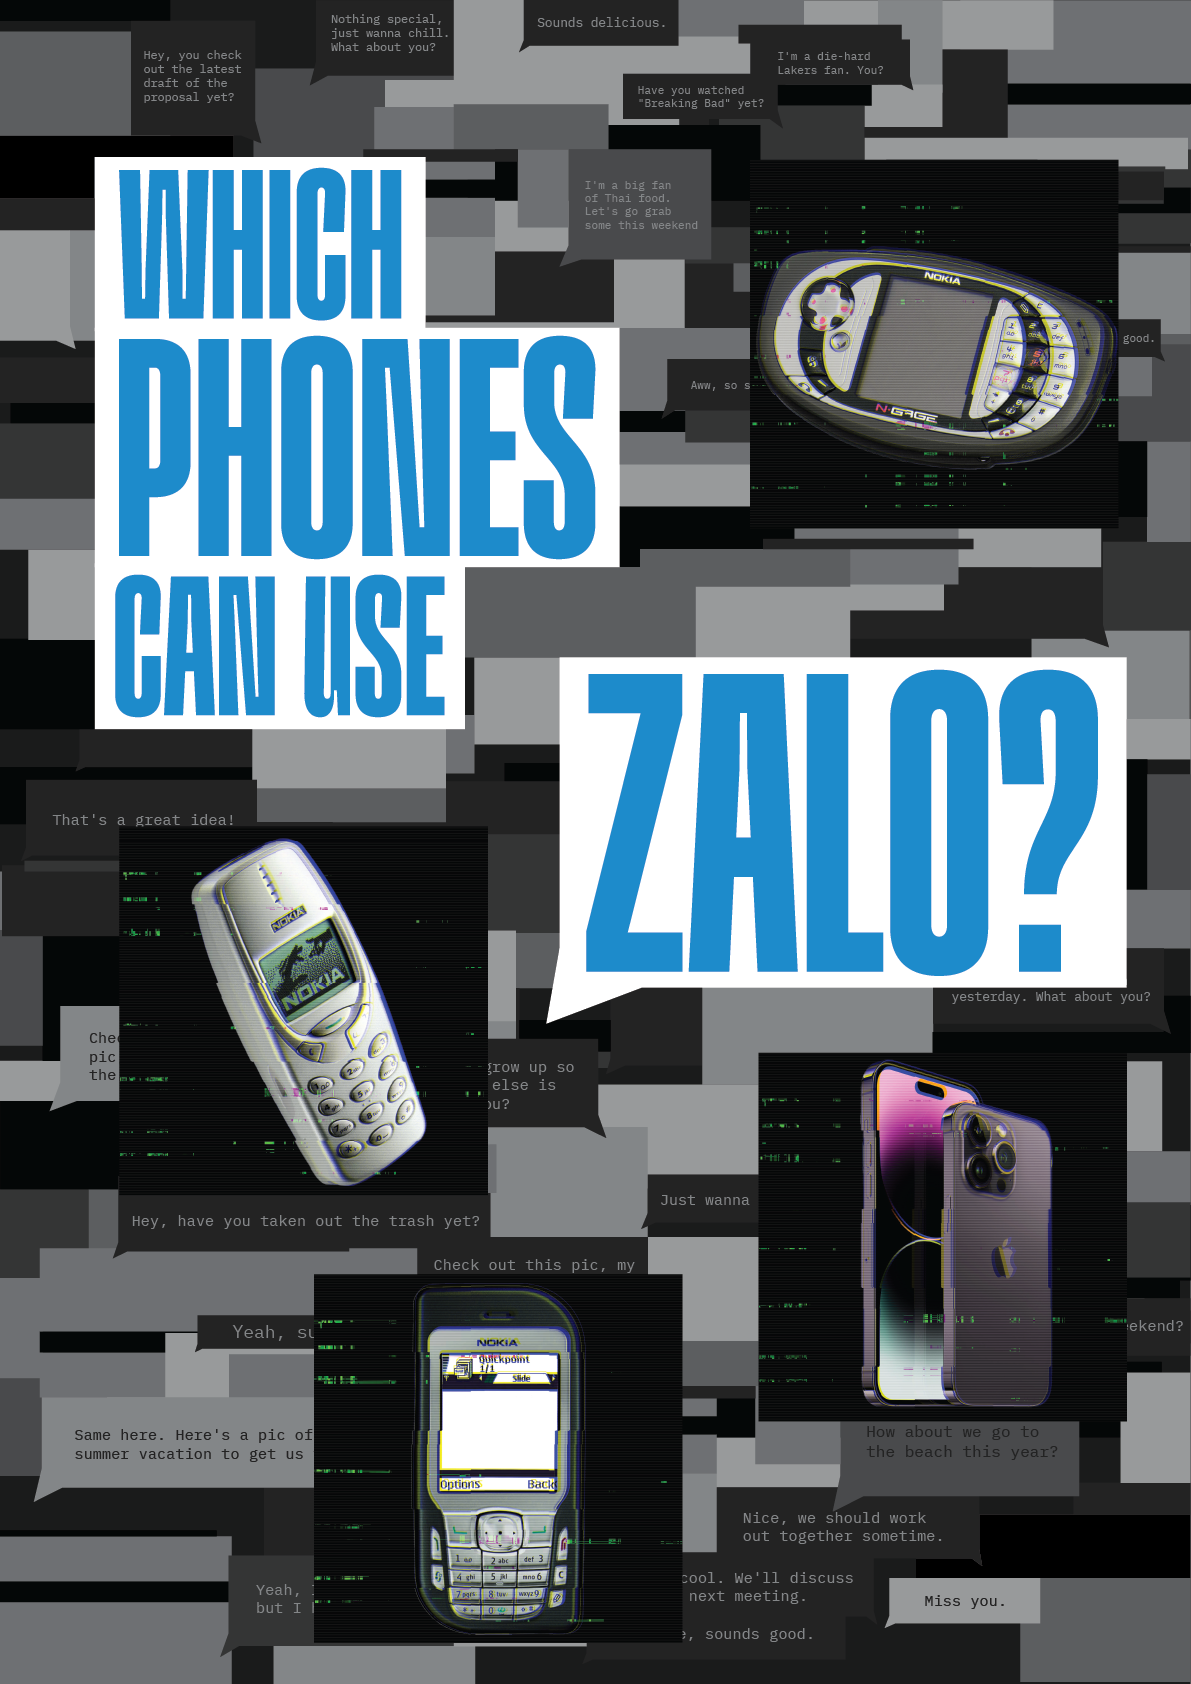 Nothing special,
just wanna chill.
What about you?
Sounds delicious.
Hey, you check
out the latest
draft of the
proposal yet?
I'm a die-hard
Lakers fan. You?
Have you watched
"Breaking Bad" yet?
I'm a big fan
of Thai food.
Let's go grab
some this weekend
WHICH
PHONES
CAN USE
ZALO?
NOKIA
N-GAGE
good.
Aww, so s
That's a great idea!
NOKIA
NOKIA
yesterday. What about you?
Chec
pic
the
grow up so
else is
ou?
Just wanna
Hey, have you taken out the trash yet?
Check out this pic, my
Yeah, su
NOKIA
Quickpoint
1/1
Slide
Options
Back
ekend?
Same here. Here's a pic of
summer vacation to get us
How about we go to
the beach this year?
Nice, we should work
out together sometime.
Yeah, I
but I h
cool. We'll discuss
next meeting.
Miss you.
e, sounds good.